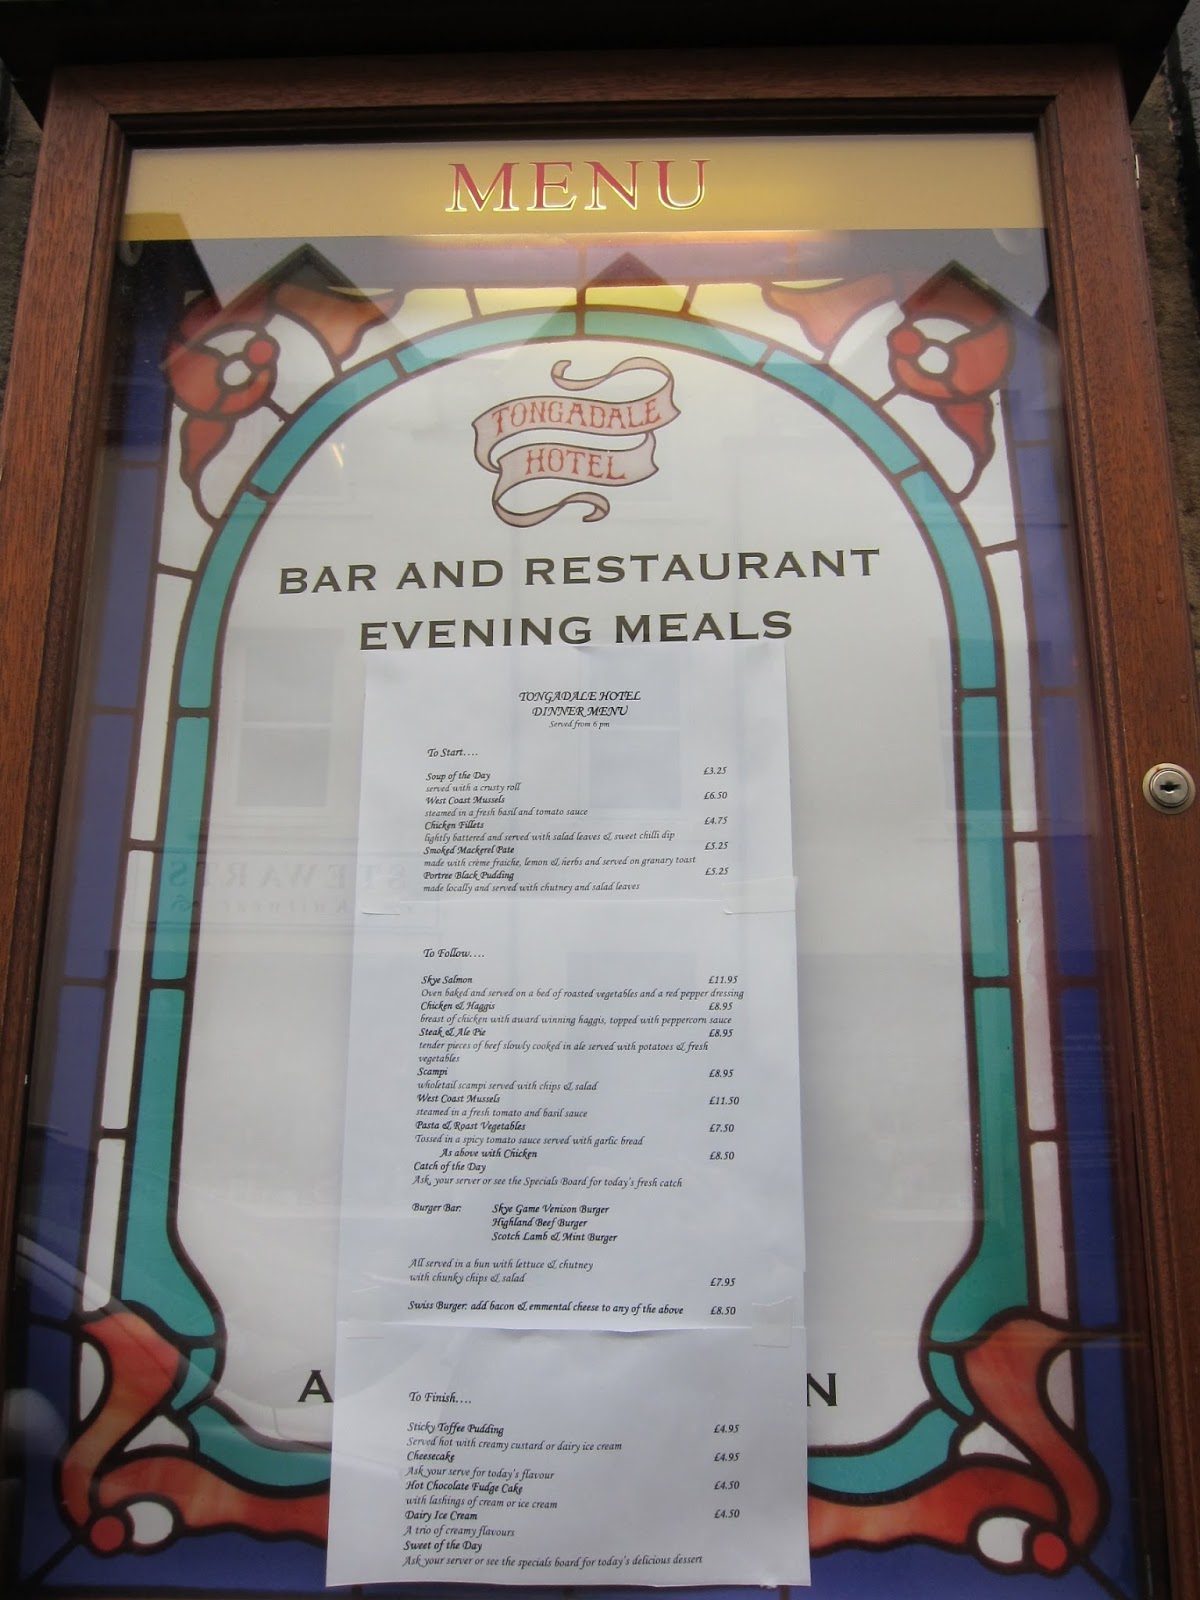 MENU
TONGADALE
HOTEL
BAR AND RESTAURANT
EVENING MEALS
TONGADALE HOTEL
DINNER MENU
Served from 6 pm
To Start....
Soup of the Day £3.25
served with a crusty roll
West Coast Mussels £6.50
steamed in a fresh basil and tomato sauce
Chicken Fillets £4.75
lightly battered and served with salad leaves & sweet chilli dip
Smoked Mackerel Pate £5.25
made with crème fraiche, lemon & herbs and served on granary toast
Portree Black Pudding £5.25
made locally and served with chutney and salad leaves
STEWARTS
To Follow....
Skye Salmon £11.95
Oven baked and served on a bed of roasted vegetables and a red pepper dressing
Chicken & Haggis £8.95
breast of chicken with award winning haggis, topped with peppercorn sauce
Steak & Ale Pie £8.95
tender pieces of beef slowly cooked in ale served with potatoes & fresh
vegetables
Scampi £8.95
wholetail scampi served with chips & salad
West Coast Mussels £11.50
steamed in a fresh tomato and basil sauce
Pasta & Roast Vegetables £7.50
Tossed in a spicy tomato sauce served with garlic bread
As above with Chicken £8.50
Catch of the Day
Ask your server or see the Specials Board for today's fresh catch
Burger Bar: Skye Game Venison Burger
Highland Beef Burger
Scotch Lamb & Mint Burger
All served in a bun with lettuce & chutney
with chunky chips & salad £7.95
Swiss Burger: add bacon & emmental cheese to any of the above £8.50
A N
To Finish....
Sticky Toffee Pudding £4.95
Served hot with creamy custard or dairy ice cream
Cheesecake £4.95
Ask your serve for today's flavour
Hot Chocolate Fudge Cake £4.50
with lashings of cream or ice cream
Dairy Ice Cream £4.50
A trio of creamy flavours
Sweet of the Day
Ask your server or see the specials board for today's delicious dessert